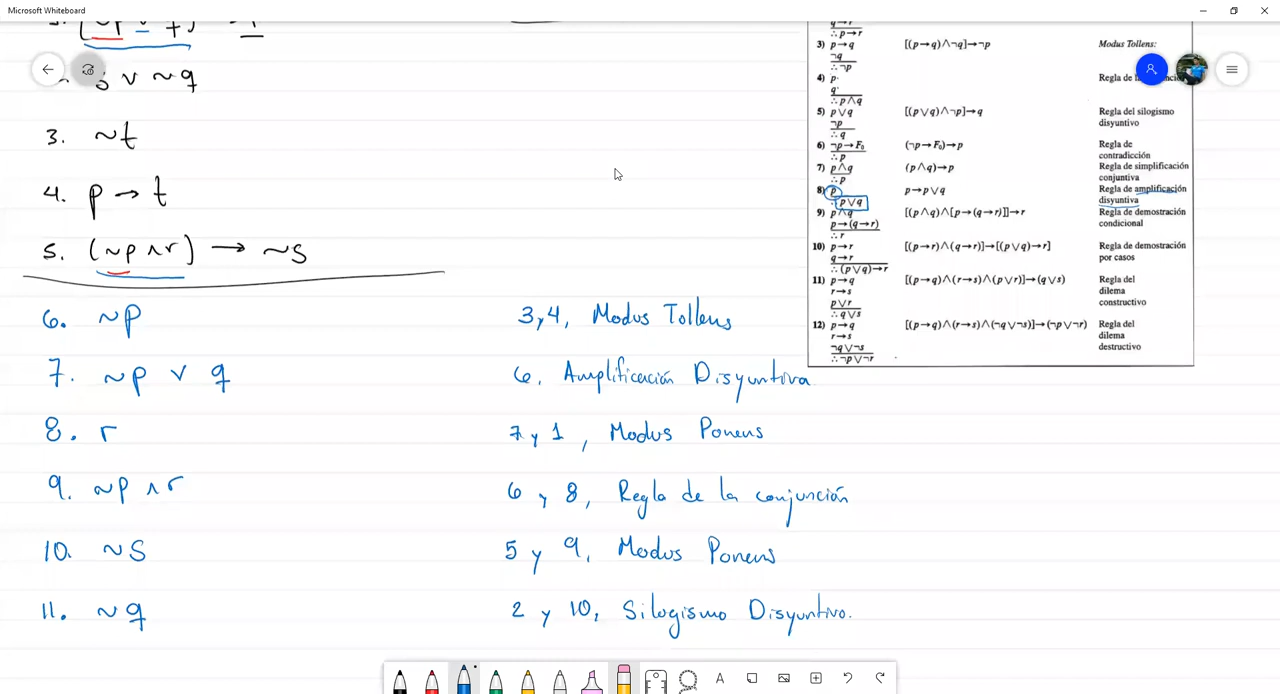 Microsoft Whiteboard
s v ~q
3. ~t
4. p → t
5. (~p ∧ r) → ~s
6. ~p 3 y 4, Modus Tollens
7. ~p v q 6, Amplificación Disyuntiva
8. r 7 y 1, Modus Ponens
9. ~p ∧ r 6 y 8, Regla de la conjunción
10. ~s 5 y 9, Modus Ponens
11. ~q 2 y 10, Silogismo Disyuntivo.
∴ p→r
3) p→q [(p→q)∧¬q]→¬p Modus Tollens:
¬q
∴ ¬p
4) p Regla de
q
∴ p∧q
5) p∨q [(p∨q)∧¬p]→q Regla del silogismo
¬p disyuntivo
∴ q
6) ¬p→F₀ (¬p→F₀)→p Regla de
∴ p contradicción
7) p∧q (p∧q)→p Regla de simplificación
∴ p conjuntiva
8) p p→p∨q Regla de amplificación
∴ p∨q disyuntiva
9) p∧q [(p∧q)∧[p→(q→r)]]→r Regla de demostración
p→(q→r) condicional
∴ r
10) p→r [(p→r)∧(q→r)]→[(p∨q)→r] Regla de demostración
q→r por casos
∴ (p∨q)→r
11) p→q [(p→q)∧(r→s)∧(p∨r)]→(q∨s) Regla del
r→s dilema
p∨r constructivo
∴ q∨s
12) p→q [(p→q)∧(r→s)∧(¬q∨¬s)]→(¬p∨¬r) Regla del
r→s dilema
¬q∨¬s destructivo
∴ ¬p∨¬r